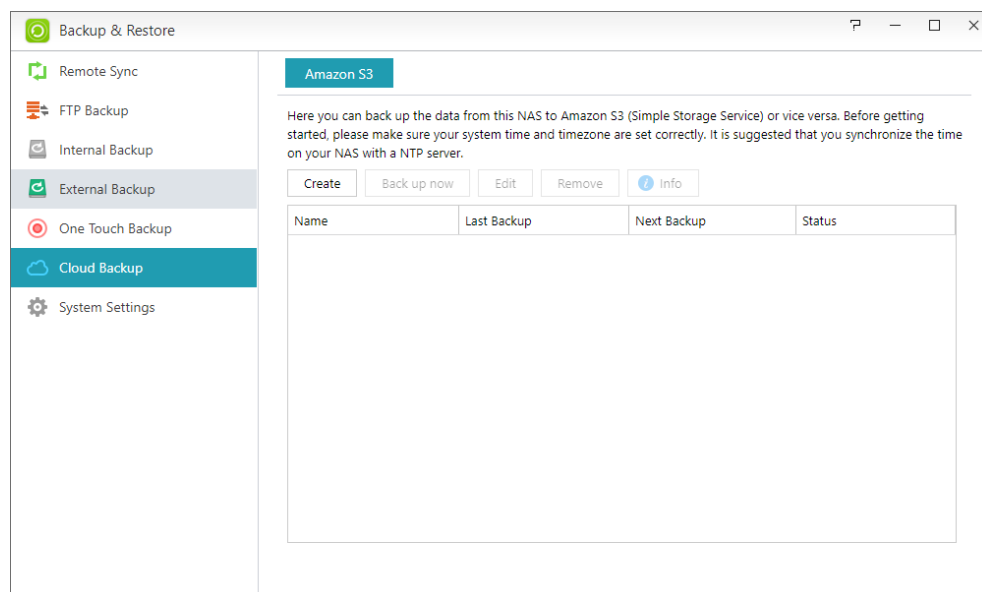 Backup & Restore
Remote Sync
FTP Backup
Internal Backup
External Backup
One Touch Backup
Cloud Backup
System Settings
Amazon S3
Here you can back up the data from this NAS to Amazon S3 (Simple Storage Service) or vice versa. Before getting
started, please make sure your system time and timezone are set correctly. It is suggested that you synchronize the time
on your NAS with a NTP server.
Create Back up now Edit Remove Info
Name Last Backup Next Backup Status